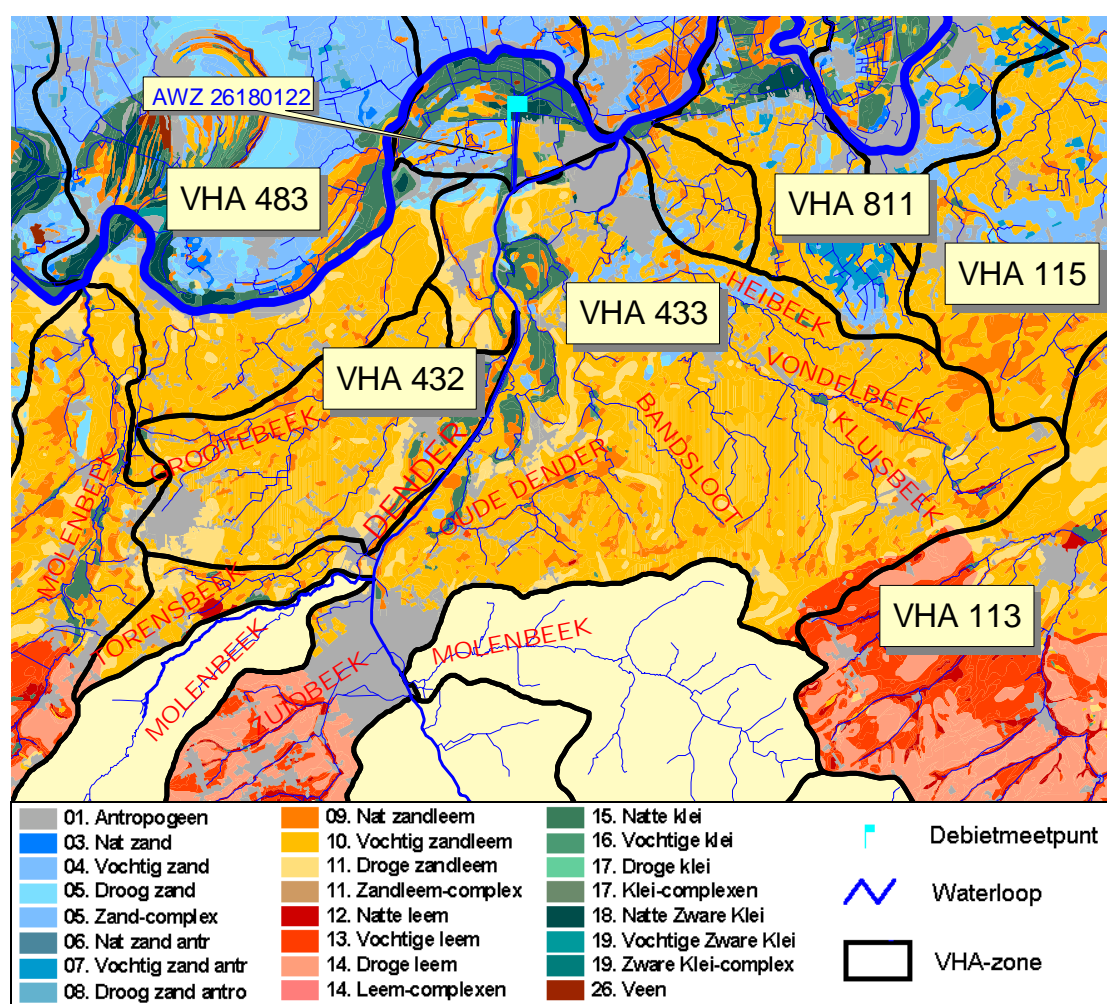 AWZ 26180122
VHA 483
VHA 811
VHA 115
VHA 433
HEIBEEK
VHA 432
VONDELBEEK
GROOTEBEEK
DENDER
BANDSLOOT
KLUISBEEK
MOLENBEEK
OUDE DENDER
VHA 113
TORENSBEEK
MOLENBEEK
MOLENBEEK
ZUIDBEEK
01. Antropogeen
03. Nat zand
04. Vochtig zand
05. Droog zand
05. Zand-complex
06. Nat zand antr
07. Vochtig zand antr
08. Droog zand antro
09. Nat zandleem
10. Vochtig zandleem
11. Droge zandleem
11. Zandleem-complex
12. Natte leem
13. Vochtige leem
14. Droge leem
14. Leem-complexen
15. Natte klei
16. Vochtige klei
17. Droge klei
17. Klei-complexen
18. Natte Zware Klei
19. Vochtige Zware Klei
19. Zware Klei-complex
26. Veen
Debietmeetpunt
Waterloop
VHA-zone